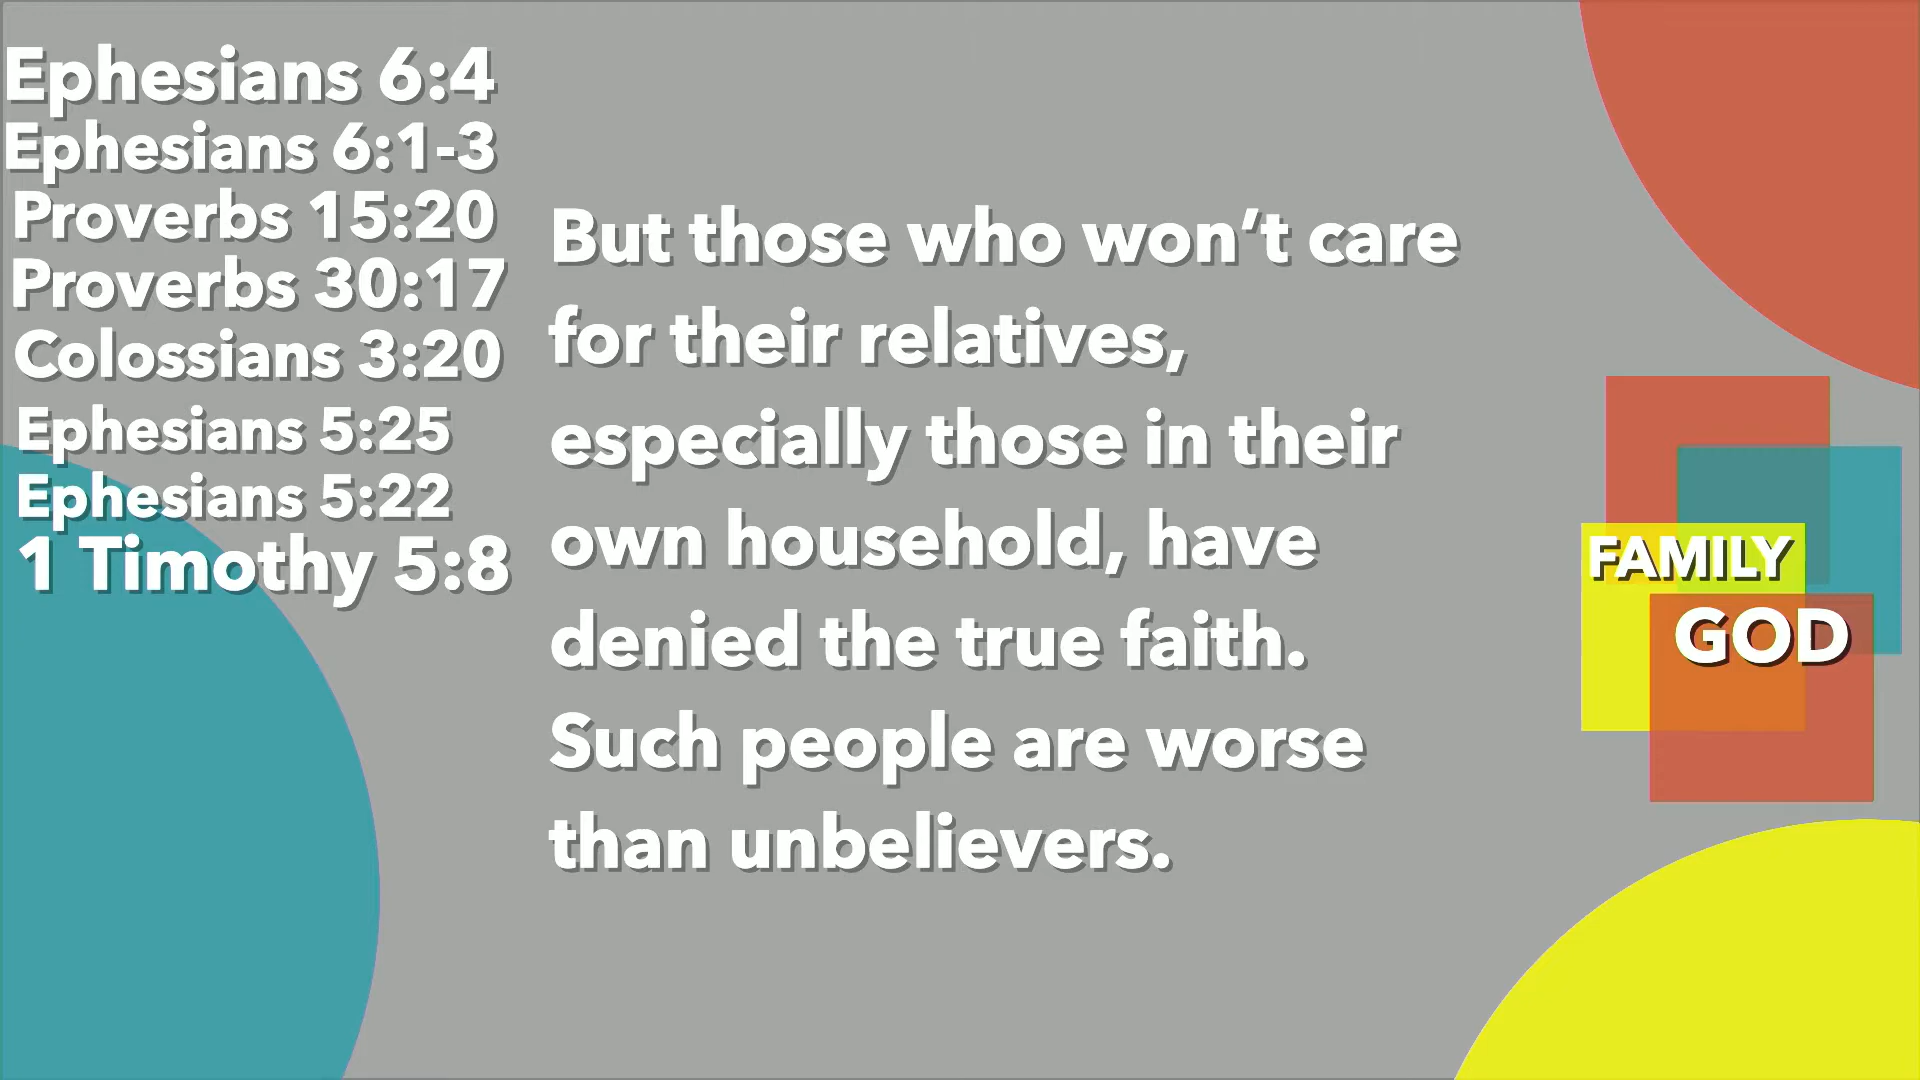 Ephesians 6:4
Ephesians 6:1-3
Proverbs 15:20
Proverbs 30:17
Colossians 3:20
Ephesians 5:25
Ephesians 5:22
1 Timothy 5:8
But those who won’t care
for their relatives,
especially those in their
own household, have
denied the true faith.
Such people are worse
than unbelievers.
FAMILY
GOD